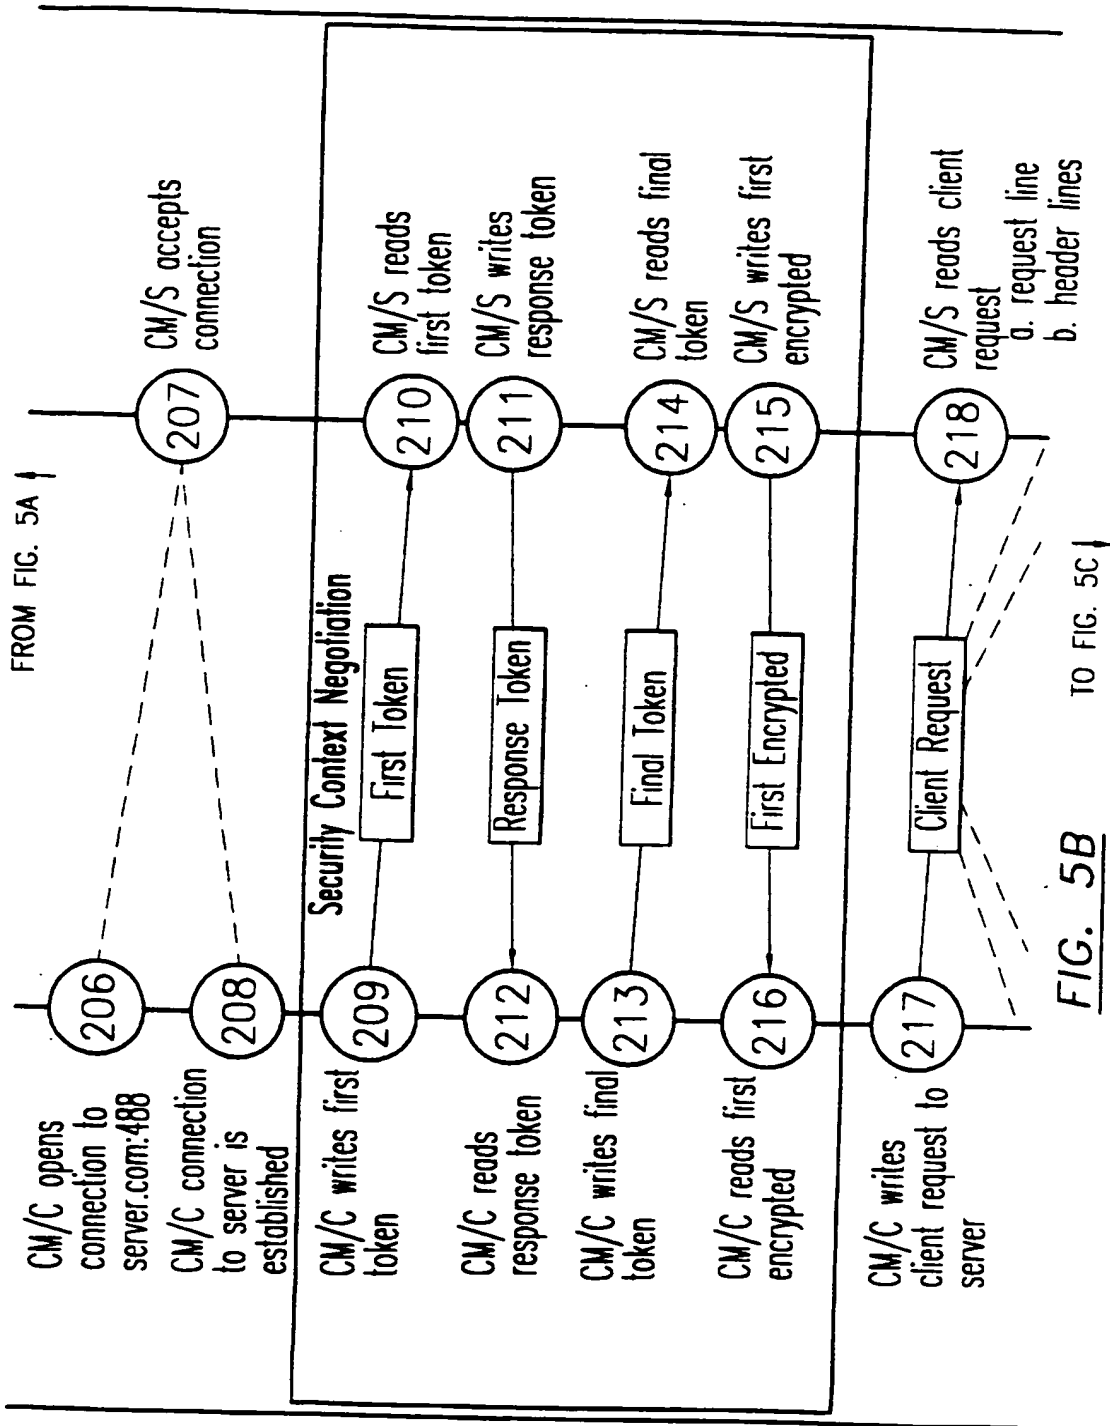 FROM FIG. 5A
CM/C opens
connection to
server.com:488
206
207
CM/S accepts
connection
CM/C connection
to server is
established
208
Security Context Negotiation
CM/C writes first
token
209
First Token
210
CM/S reads
first token
211
CM/S writes
response token
Response Token
212
CM/C reads
response token
CM/C writes final
token
213
Final Token
214
CM/S reads final
token
215
CM/S writes first
encrypted
First Encrypted
216
CM/C reads first
encrypted
CM/C writes
client request to
server
217
Client Request
218
CM/S reads client
request
a. request line
b. header lines
TO FIG. 5C
FIG. 5B